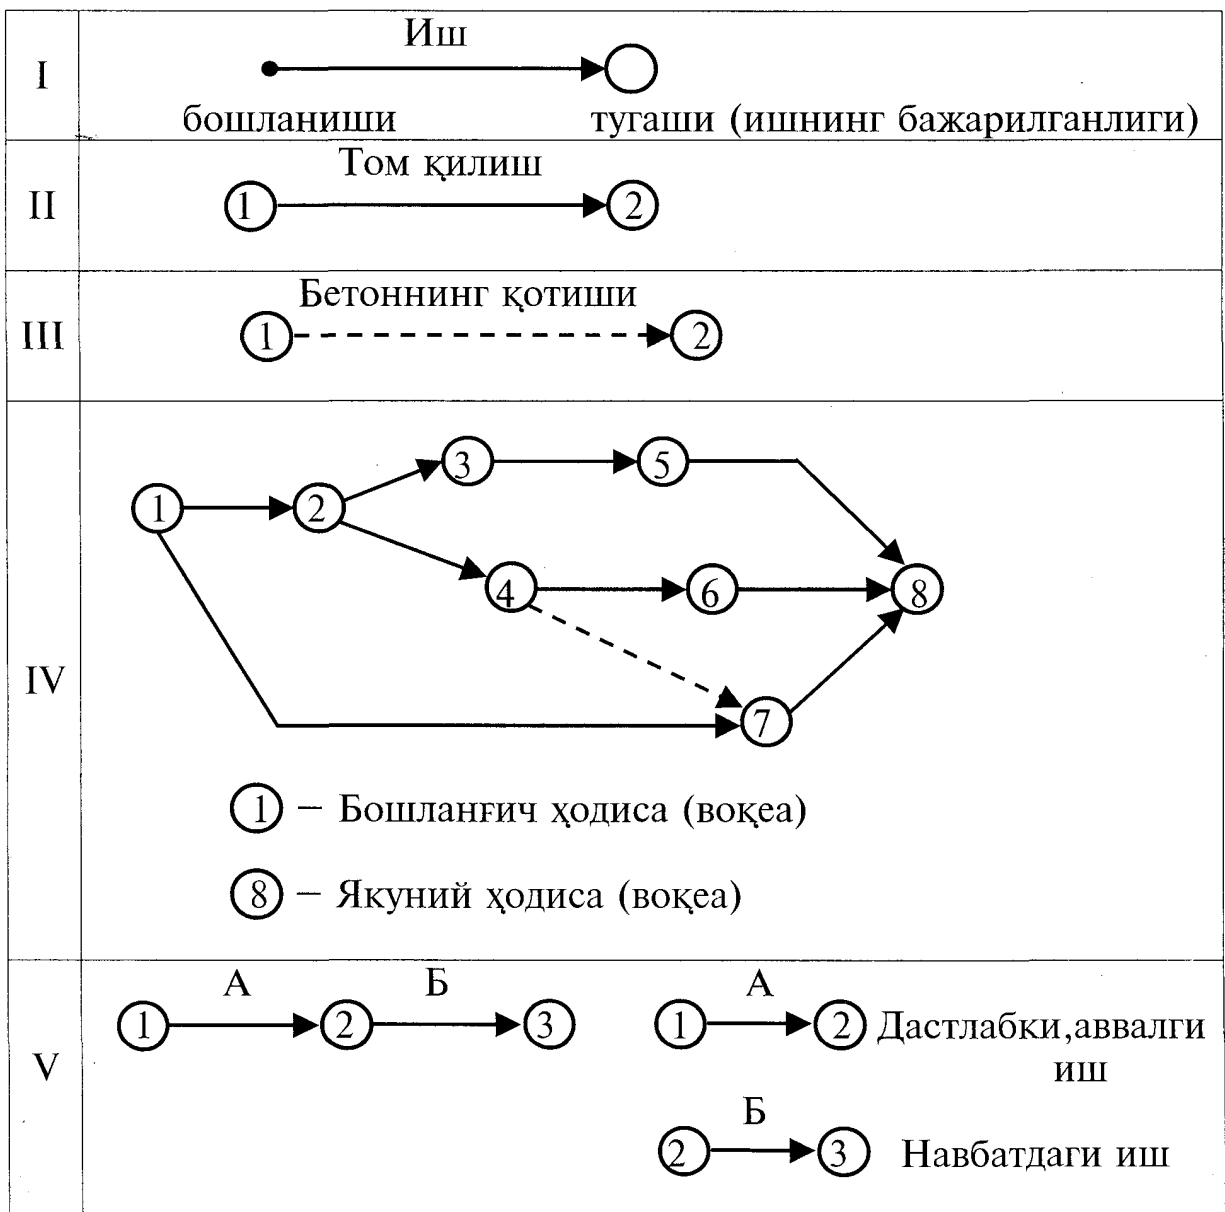 I
Иш
бошланиши
тугаши (ишнинг бажарилганлиги)
II
Том қилиш
1
2
III
Бетоннинг қотиши
1
2
IV
3
5
1
2
4
6
8
7
1 – Бошланғич ҳодиса (воқеа)
8 – Якуний ҳодиса (воқеа)
V
А
Б
1
2
3
А
1
2
Дастлабки,аввалги
иш
Б
2
3
Навбатдаги иш